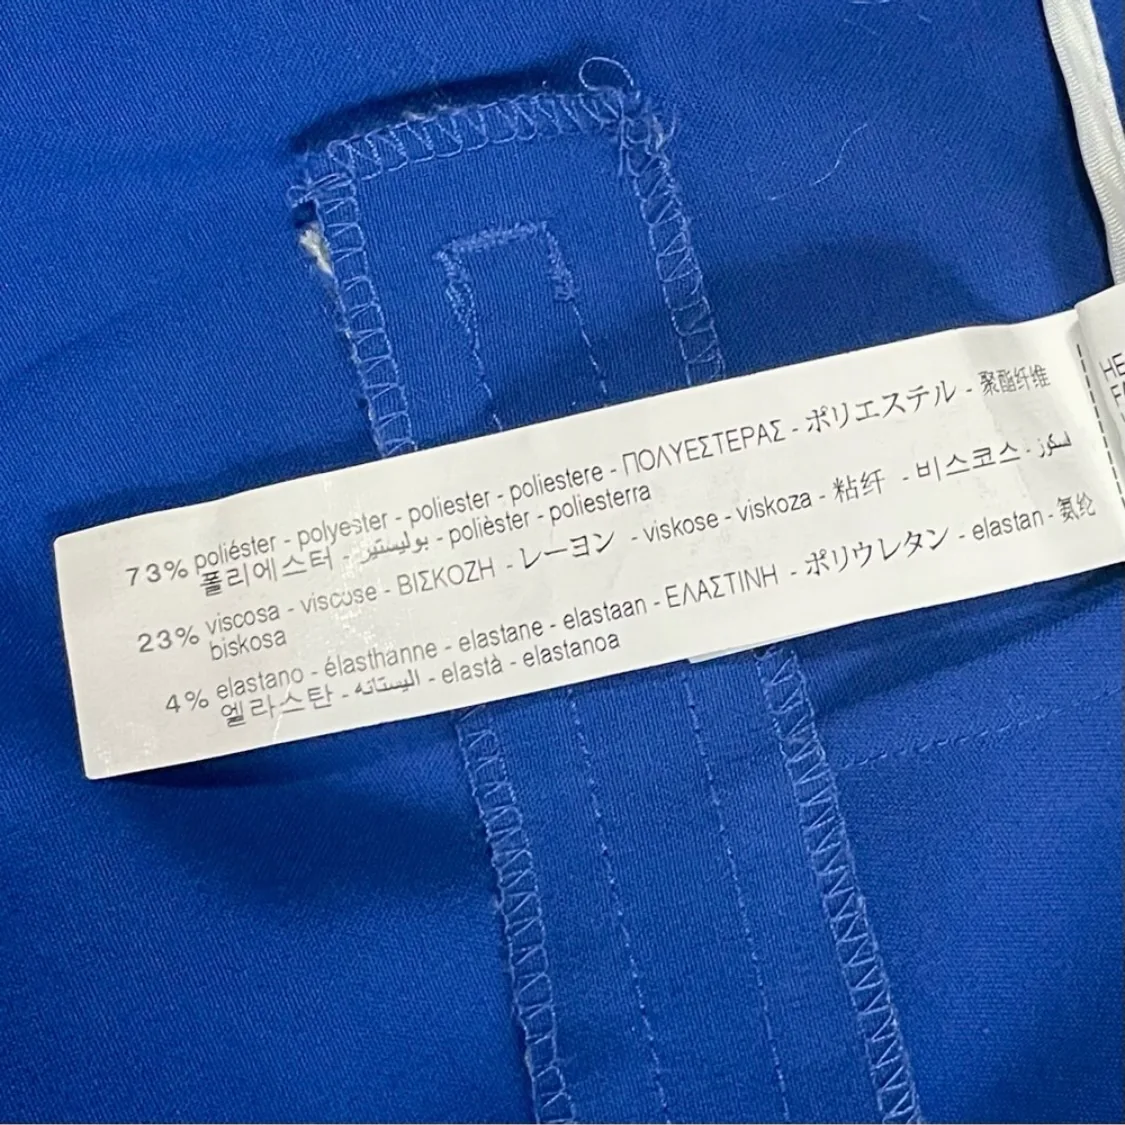 73% poliéster - polyester - poliester - poliestere - ΠΟΛΥΕΣΤΕΡΑΣ - ポリエステル - 聚酯纤维
폴리에스터 - بوليستير - polièster - poliesterra
23% viscosa - viscose - ΒΙΣΚΟΖΗ - レーヨン - viskose - viskoza - 粘纤 - 비스코스 -
biskosa
4% elastano - élasthanne - elastane - elastaan - ΕΛΑΣΤΙΝΗ - ポリウレタン - elastan - 氨纶
엘라스탄 - اليستانه - elastà - elastanoa
HE